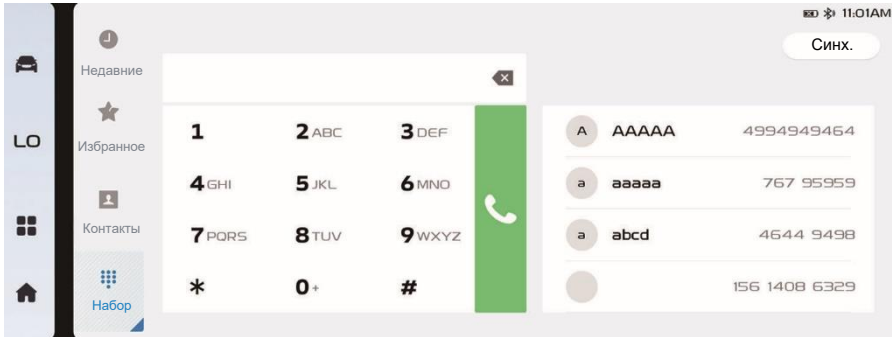 11:01AM
Синх.
LO
Недавние
Избранное
Контакты
Набор
1
2 ABC
3 DEF
4 GHI
5 JKL
6 MNO
7 PQRS
8 TUV
9 WXYZ
*
0 +
#
A AAAAA 4994949464
a aaaaa 767 95959
a abcd 4644 9498
156 1408 6329